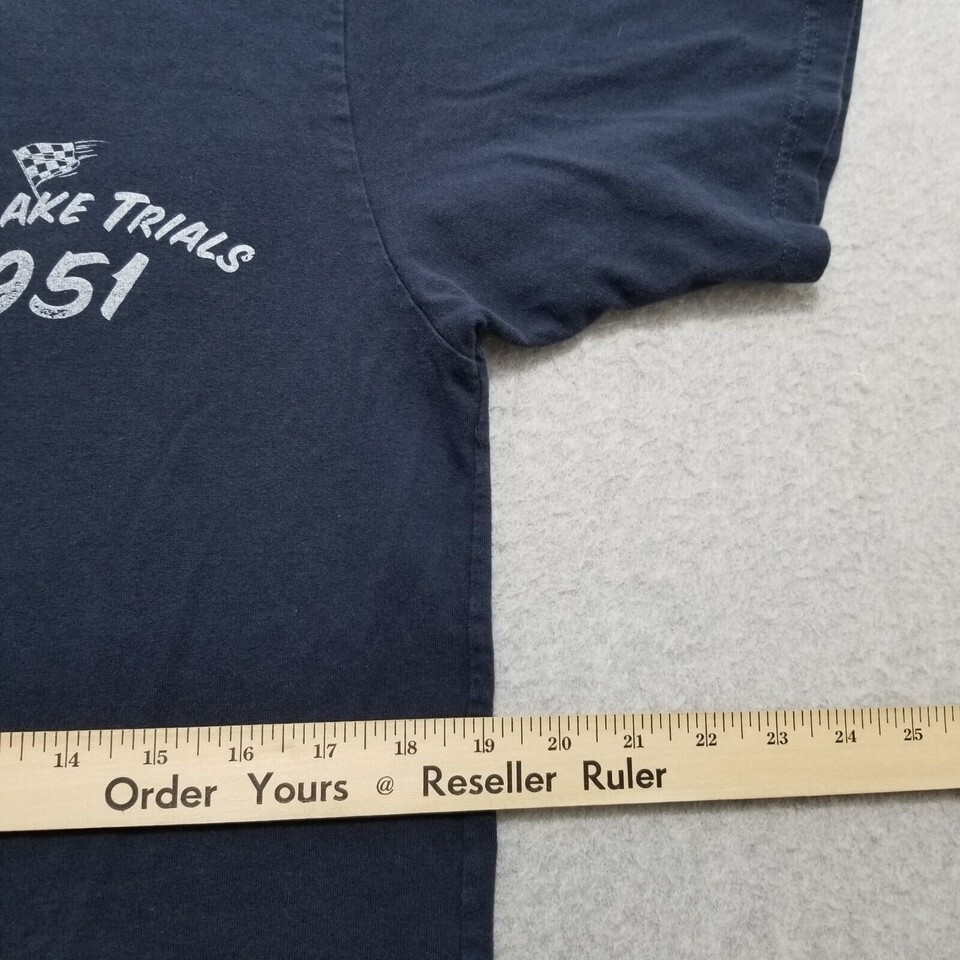 AKE TRIALS
951
14 15 16 17 18 19 20 21 22 23 24 25
Order Yours @ Reseller Ruler